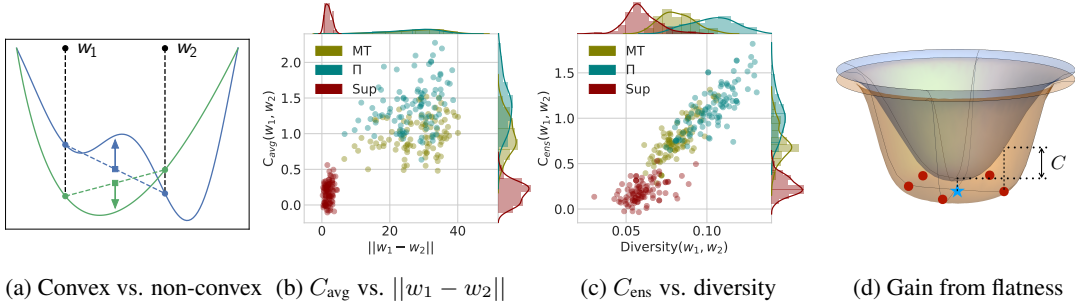 w₁ w₂
MT
Π
Sup
C_avg(w₁, w₂)
2.0
1.5
1.0
0.5
0.0
0 20 40
||w₁ − w₂||
MT
Π
Sup
C_ens(w₁, w₂)
1.5
1.0
0.5
0.0
0.05 0.10
Diversity(w₁, w₂)
C
(a) Convex vs. non-convex (b) C_avg vs. ||w₁ − w₂|| (c) C_ens vs. diversity (d) Gain from flatness